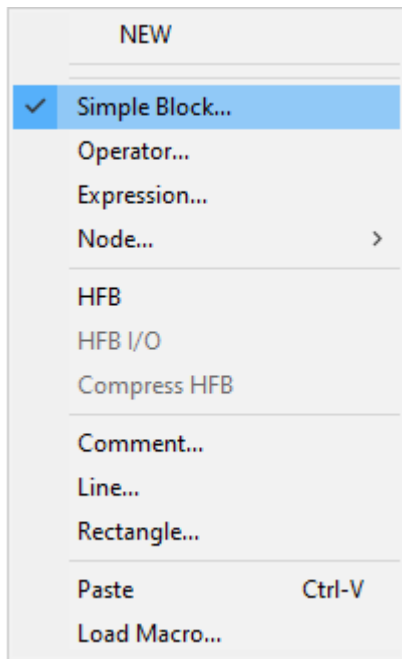 NEW
Simple Block...
Operator...
Expression...
Node...
HFB
HFB I/O
Compress HFB
Comment...
Line...
Rectangle...
Paste Ctrl-V
Load Macro...